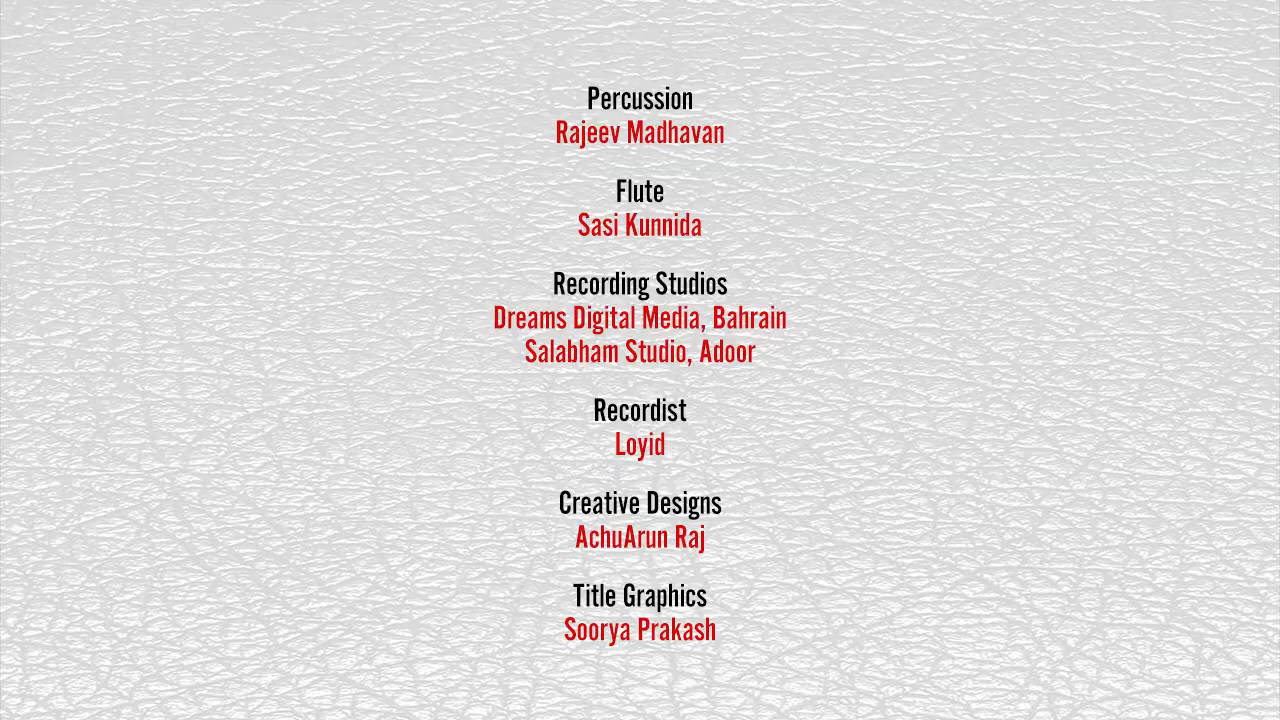 Percussion
Rajeev Madhavan
Flute
Sasi Kunnida
Recording Studios
Dreams Digital Media, Bahrain
Salabham Studio, Adoor
Recordist
Loyid
Creative Designs
AchuArun Raj
Title Graphics
Soorya Prakash